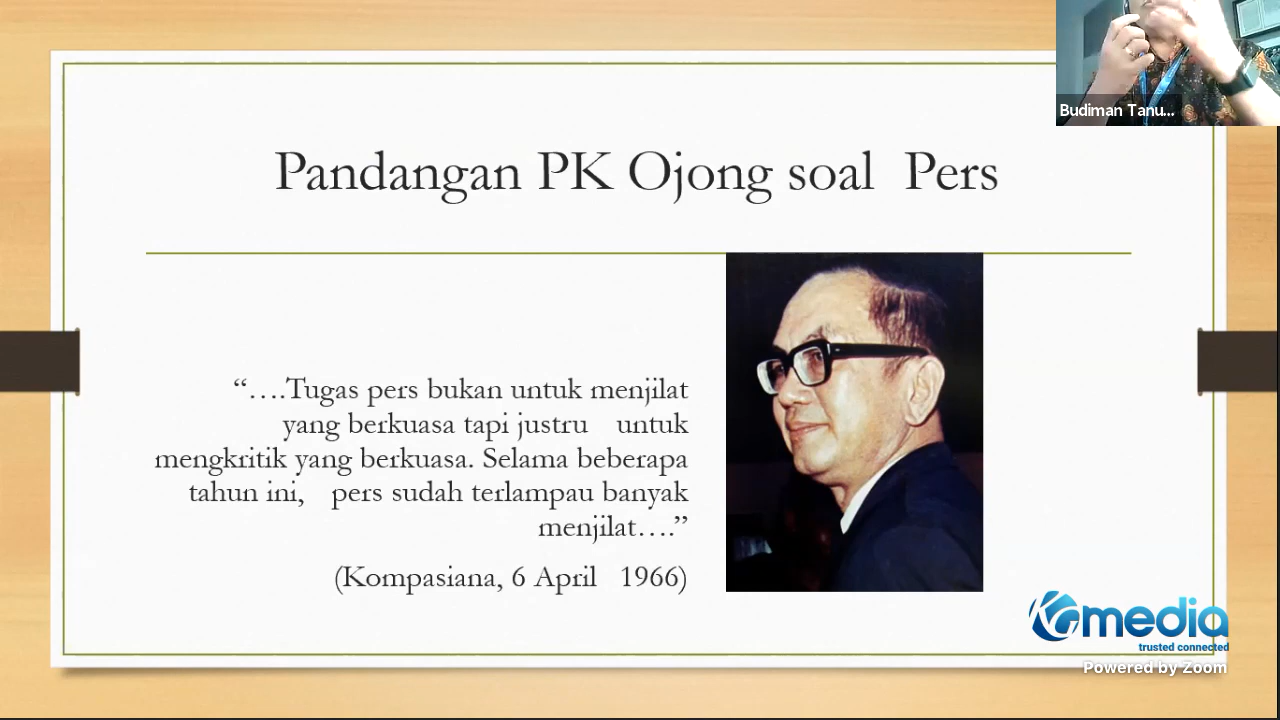 Budiman Tanu...
Pandangan PK Ojong soal Pers
“….Tugas pers bukan untuk menjilat
yang berkuasa tapi justru untuk
mengkritik yang berkuasa. Selama beberapa
tahun ini, pers sudah terlampau banyak
menjilat….”
(Kompasiana, 6 April 1966)
KGmedia
trusted connected
Powered by Zoom